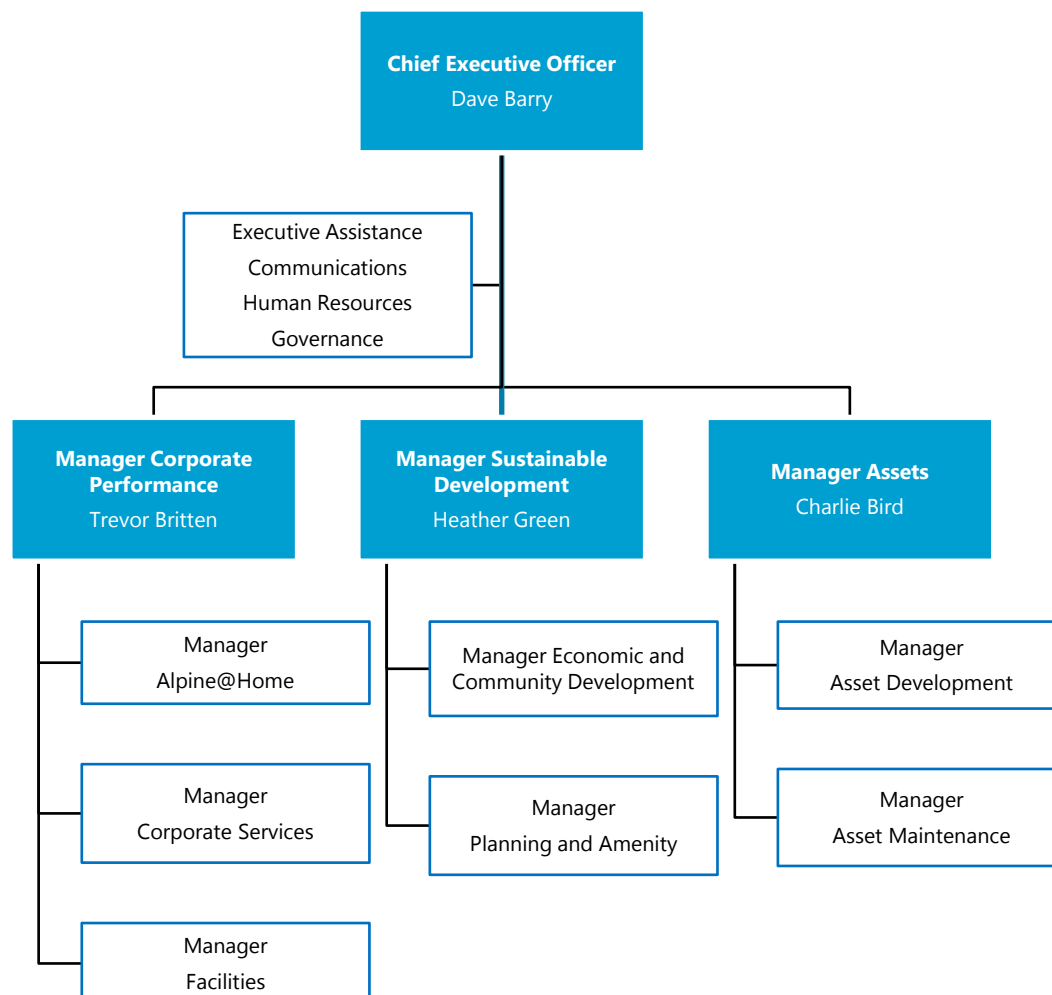 Chief Executive Officer
Dave Barry
Executive Assistance
Communications
Human Resources
Governance
Manager Corporate
Performance
Trevor Britten
Manager Sustainable
Development
Heather Green
Manager Assets
Charlie Bird
Manager
Alpine@Home
Manager Economic and
Community Development
Manager
Asset Development
Manager
Corporate Services
Manager
Planning and Amenity
Manager
Asset Maintenance
Manager
Facilities